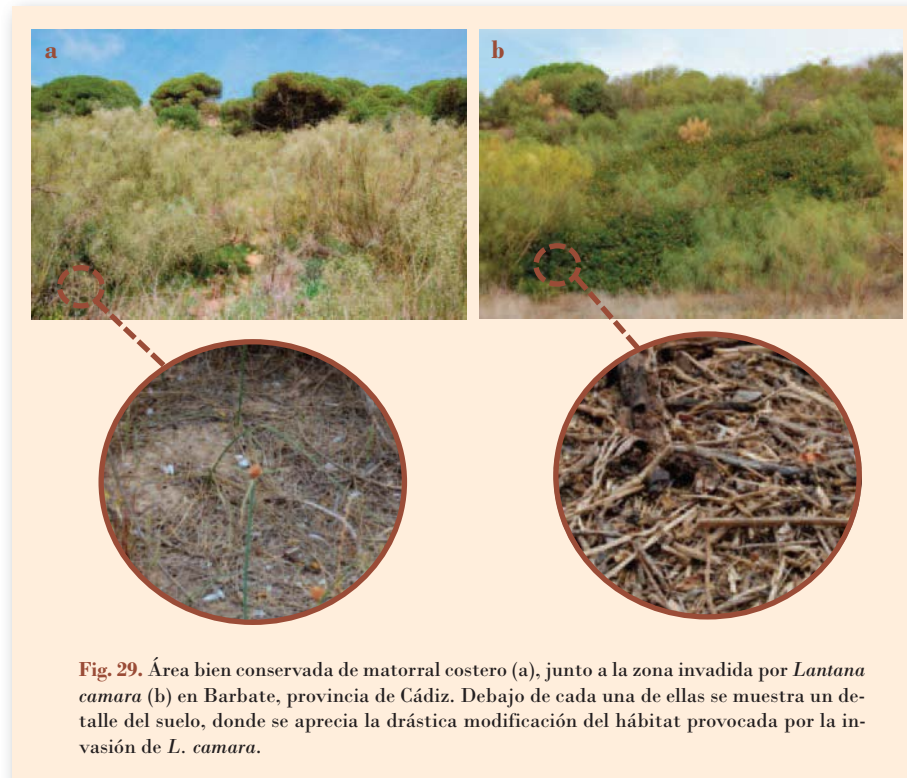 a
b
Fig. 29. Área bien conservada de matorral costero (a), junto a la zona invadida por Lantana
camara (b) en Barbate, provincia de Cádiz. Debajo de cada una de ellas se muestra un de-
talle del suelo, donde se aprecia la drástica modificación del hábitat provocada por la in-
vasión de L. camara.